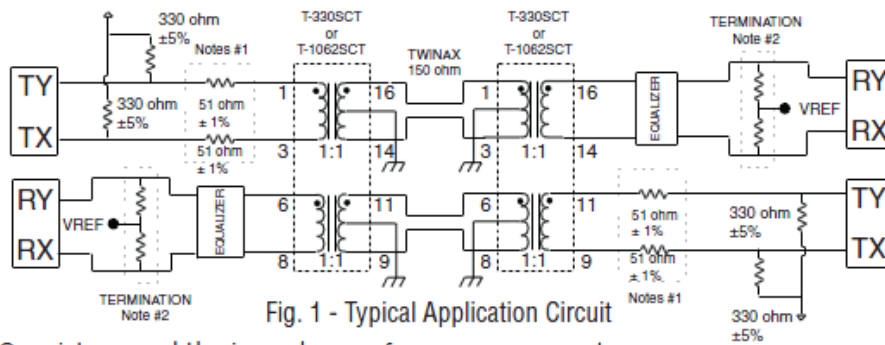 330 ohm
±5%
Notes #1
T-330SCT
or
T-1062SCT
TWINAX
150 ohm
T-330SCT
or
T-1062SCT
TERMINATION
Note #2
TY
TX
330 ohm
±5%
51 ohm
± 1%
51 ohm
± 1%
1
16
3
1:1
14
1
16
3
1:1
14
EQUALIZER
VREF
RY
RX
RY
RX
VREF
EQUALIZER
6
11
8
1:1
9
6
11
8
1:1
9
51 ohm
± 1%
51 ohm
± 1%
Notes #1
330 ohm
±5%
TY
TX
TERMINATION
Note #2
330 ohm
±5%
Fig. 1 - Typical Application Circuit